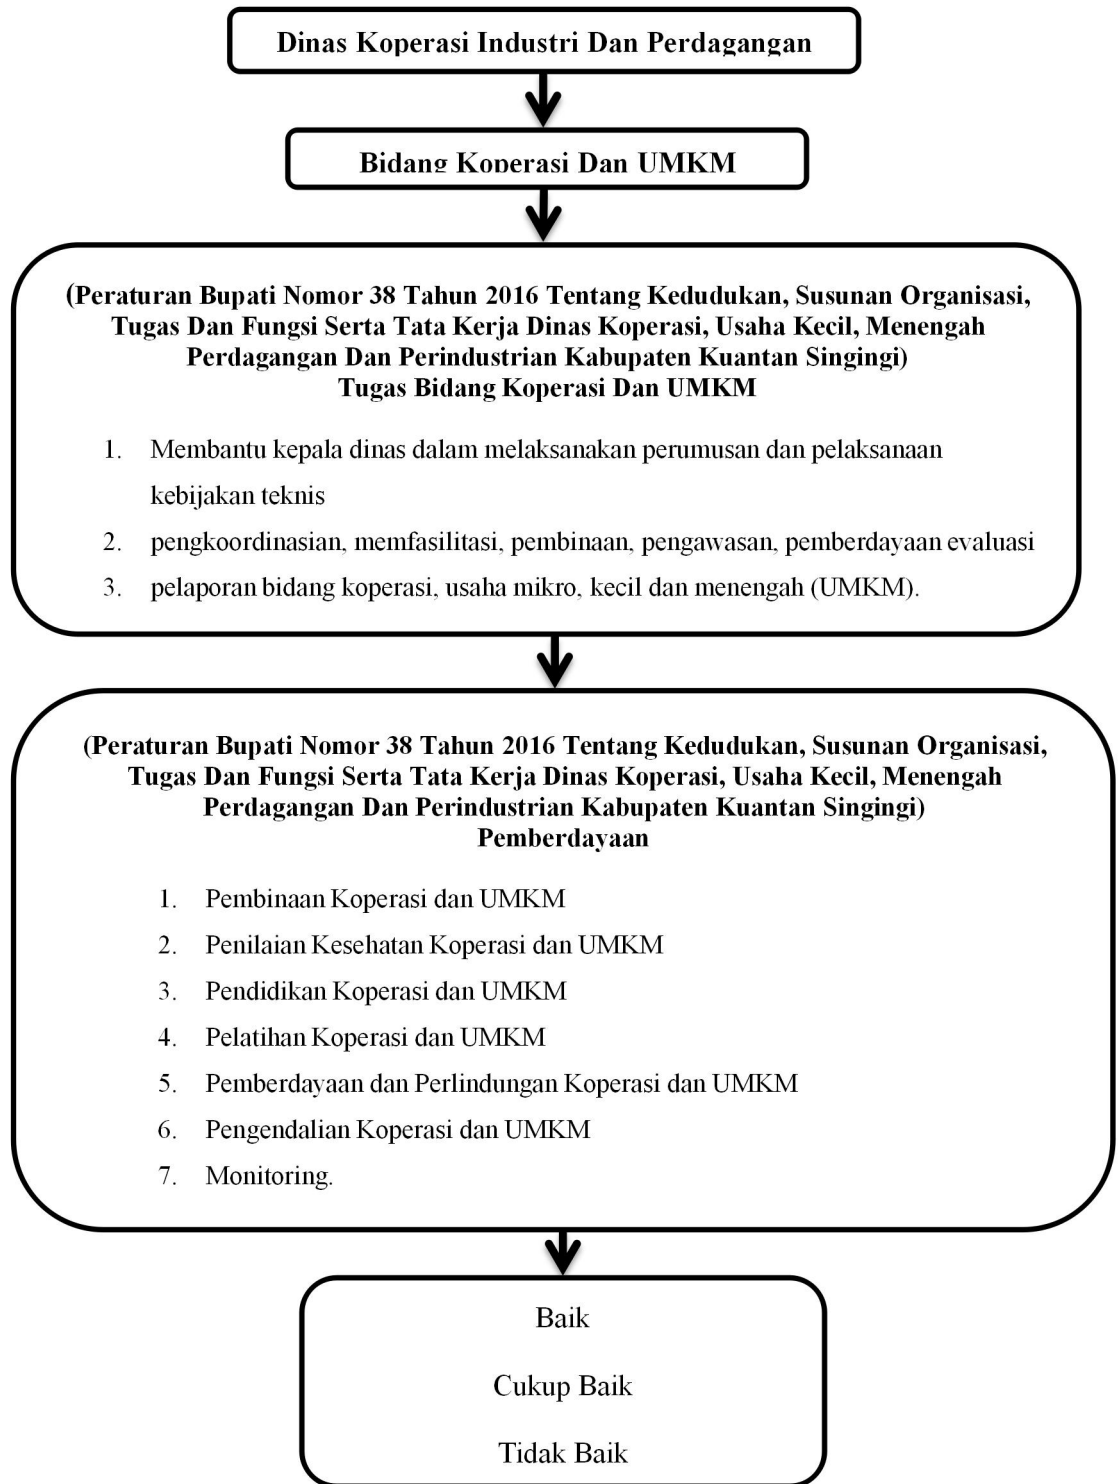 Dinas Koperasi Industri Dan Perdagangan
Bidang Koperasi Dan UMKM
(Peraturan Bupati Nomor 38 Tahun 2016 Tentang Kedudukan, Susunan Organisasi,
Tugas Dan Fungsi Serta Tata Kerja Dinas Koperasi, Usaha Kecil, Menengah
Perdagangan Dan Perindustrian Kabupaten Kuantan Singingi)
Tugas Bidang Koperasi Dan UMKM
1. Membantu kepala dinas dalam melaksanakan perumusan dan pelaksanaan
kebijakan teknis
2. pengkoordinasian, memfasilitasi, pembinaan, pengawasan, pemberdayaan evaluasi
3. pelaporan bidang koperasi, usaha mikro, kecil dan menengah (UMKM).
(Peraturan Bupati Nomor 38 Tahun 2016 Tentang Kedudukan, Susunan Organisasi,
Tugas Dan Fungsi Serta Tata Kerja Dinas Koperasi, Usaha Kecil, Menengah
Perdagangan Dan Perindustrian Kabupaten Kuantan Singingi)
Pemberdayaan
1. Pembinaan Koperasi dan UMKM
2. Penilaian Kesehatan Koperasi dan UMKM
3. Pendidikan Koperasi dan UMKM
4. Pelatihan Koperasi dan UMKM
5. Pemberdayaan dan Perlindungan Koperasi dan UMKM
6. Pengendalian Koperasi dan UMKM
7. Monitoring.
Baik
Cukup Baik
Tidak Baik